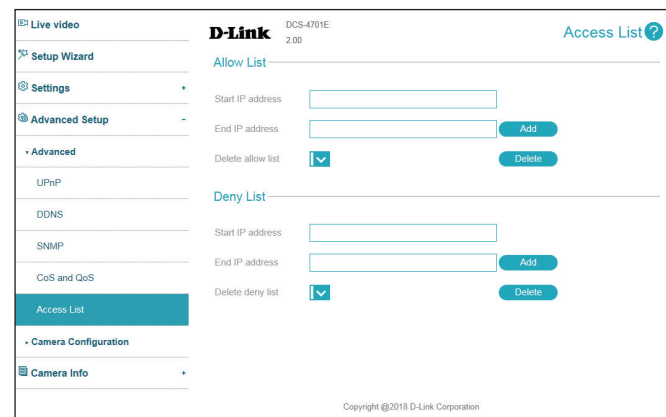 Live video
Setup Wizard
Settings +
Advanced Setup -
Advanced
UPnP
DDNS
SNMP
CoS and QoS
Access List
Camera Configuration
Camera Info +
D-Link
DCS-4701E
2.00
Access List ?
Allow List
Start IP address
End IP address
Add
Delete allow list
Delete
Deny List
Start IP address
End IP address
Add
Delete deny list
Delete
Copyright @2018 D-Link Corporation